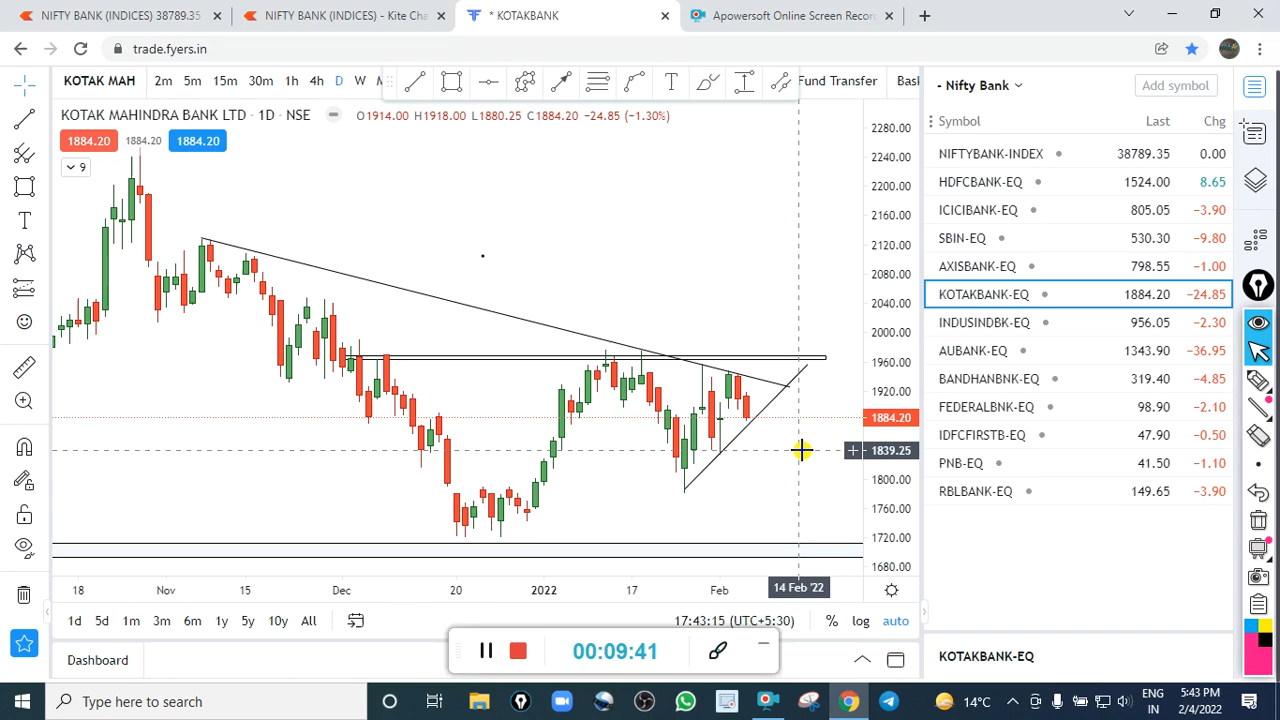 NIFTY BANK (INDICES) 38789.35
NIFTY BANK (INDICES) - Kite Cha
* KOTAKBANK
Apowersoft Online Screen Record
trade.fyers.in
KOTAK MAH 2m 5m 15m 30m 1h 4h D W M Fund Transfer Bask
KOTAK MAHINDRA BANK LTD · 1D · NSE O1914.00 H1918.00 L1880.25 C1884.20 −24.85 (−1.30%)
1884.20 1884.20 1884.20
9
2280.00
2240.00
2200.00
2160.00
2120.00
2080.00
2040.00
2000.00
1960.00
1920.00
1884.20
1839.25
1800.00
1760.00
1720.00
1680.00
18 Nov 15 Dec 20 2022 17 Feb 14 Feb '22
1d 5d 1m 3m 6m 1y 5y 10y All 17:43:15 (UTC+5:30) % log auto
00:09:41
Dashboard
- Nifty Bank
Add symbol
Symbol Last Chg
NIFTYBANK-INDEX 38789.35 0.00
HDFCBANK-EQ 1524.00 8.65
ICICIBANK-EQ 805.05 −3.90
SBIN-EQ 530.30 −9.80
AXISBANK-EQ 798.55 −1.00
KOTAKBANK-EQ 1884.20 −24.85
INDUSINDBK-EQ 956.05 −2.30
AUBANK-EQ 1343.90 −36.95
BANDHANBNK-EQ 319.40 −4.85
FEDERALBNK-EQ 98.90 −2.10
IDFCFIRSTB-EQ 47.90 −0.50
PNB-EQ 41.50 −1.10
RBLBANK-EQ 149.65 −3.90
KOTAKBANK-EQ
Type here to search
14°C
ENG
IN
5:43 PM
2/4/2022